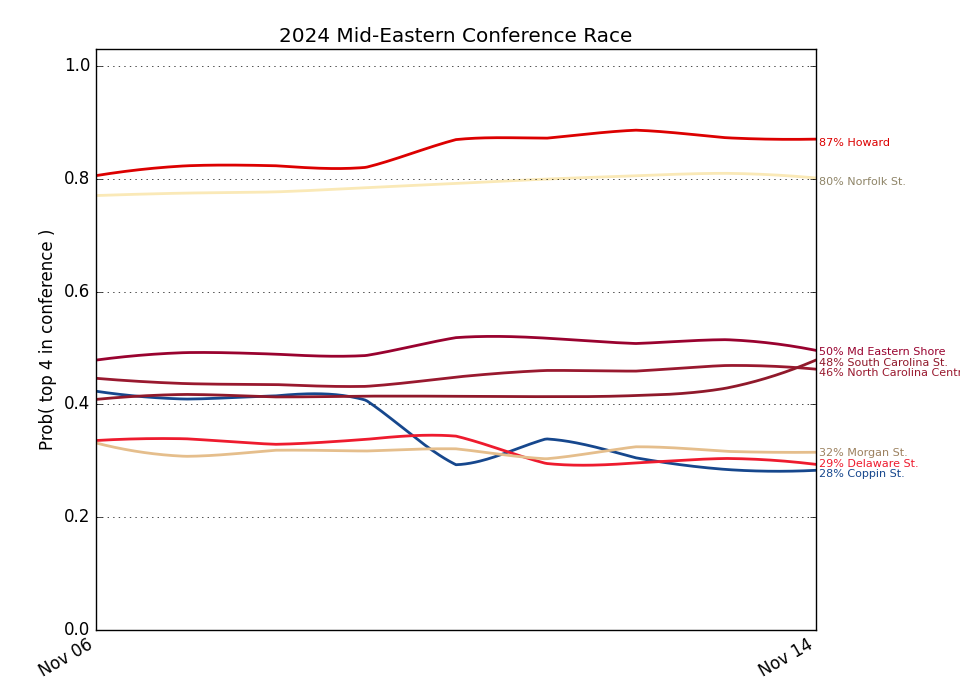 2024 Mid-Eastern Conference Race
Prob( top 4 in conference )
1.0
0.8
0.6
0.4
0.2
0.0
Nov 06
Nov 14
87% Howard
80% Norfolk St.
50% Md Eastern Shore
48% South Carolina St.
46% North Carolina Centr
32% Morgan St.
29% Delaware St.
28% Coppin St.